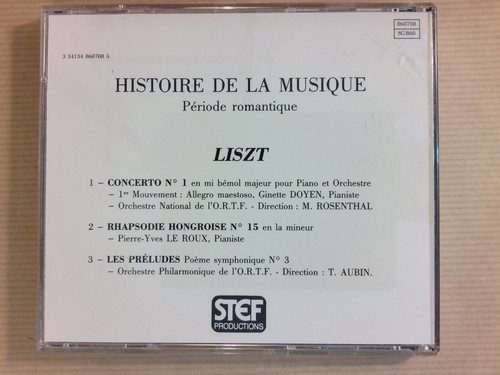 860708
SC/860
3 34134 860708 5
HISTOIRE DE LA MUSIQUE
Période romantique
LISZT
1 – CONCERTO N° 1 en mi bémol majeur pour Piano et Orchestre
– 1er Mouvement : Allegro maestoso, Ginette DOYEN, Pianiste
– Orchestre National de l'O.R.T.F. - Direction : M. ROSENTHAL
2 – RHAPSODIE HONGROISE N° 15 en la mineur
– Pierre-Yves LE ROUX, Pianiste
3 – LES PRÉLUDES Poème symphonique N° 3
– Orchestre Philarmonique de l'O.R.T.F. - Direction : T. AUBIN.
STEF
PRODUCTIONS